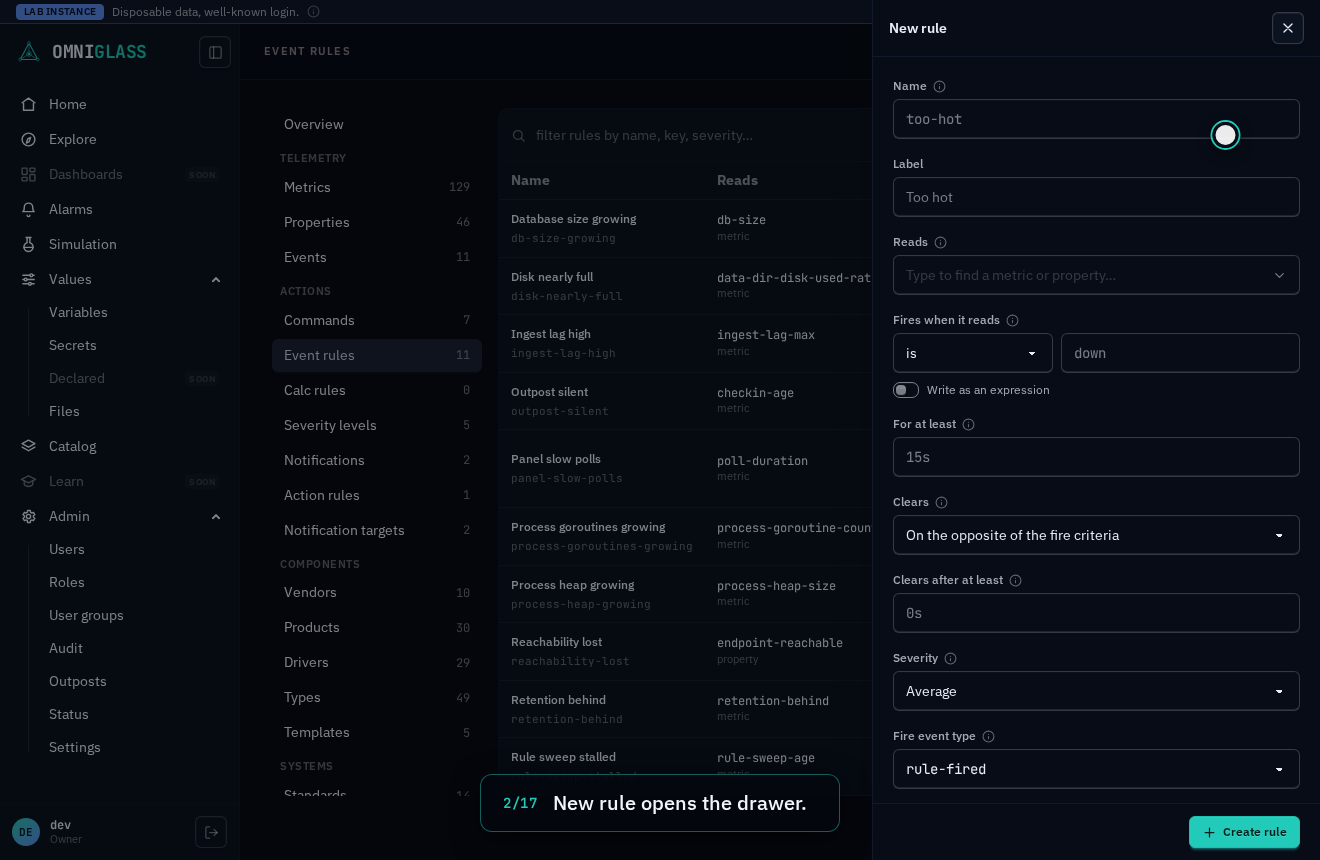 LAB INSTANCE Disposable data, well-known login.
OMNIGLASS
Home
Explore
Dashboards SOON
Alarms
Simulation
Values
Variables
Secrets
Declared SOON
Files
Catalog
Learn SOON
Admin
Users
Roles
User groups
Audit
Outposts
Status
Settings
DE dev
Owner
EVENT RULES
Overview
TELEMETRY
Metrics 129
Properties 46
Events 11
ACTIONS
Commands 7
Event rules 11
Calc rules 0
Severity levels 5
Notifications 2
Action rules 1
Notification targets 2
COMPONENTS
Vendors 10
Products 30
Drivers 29
Types 49
Templates 5
SYSTEMS
Standards 14
filter rules by name, key, severity...
Name Reads
Database size growing db-size
db-size-growing metric
Disk nearly full data-dir-disk-used-rat
disk-nearly-full metric
Ingest lag high ingest-lag-max
ingest-lag-high metric
Outpost silent checkin-age
outpost-silent metric
Panel slow polls poll-duration
panel-slow-polls metric
Process goroutines growing process-goroutine-coun
process-goroutines-growing metric
Process heap growing process-heap-size
process-heap-growing metric
Reachability lost endpoint-reachable
reachability-lost property
Retention behind retention-behind
retention-behind metric
Rule sweep stalled rule-sweep-age
2/17 New rule opens the drawer.
New rule
Name
too-hot
Label
Too hot
Reads
Type to find a metric or property...
Fires when it reads
is down
Write as an expression
For at least
15s
Clears
On the opposite of the fire criteria
Clears after at least
0s
Severity
Average
Fire event type
rule-fired
Create rule